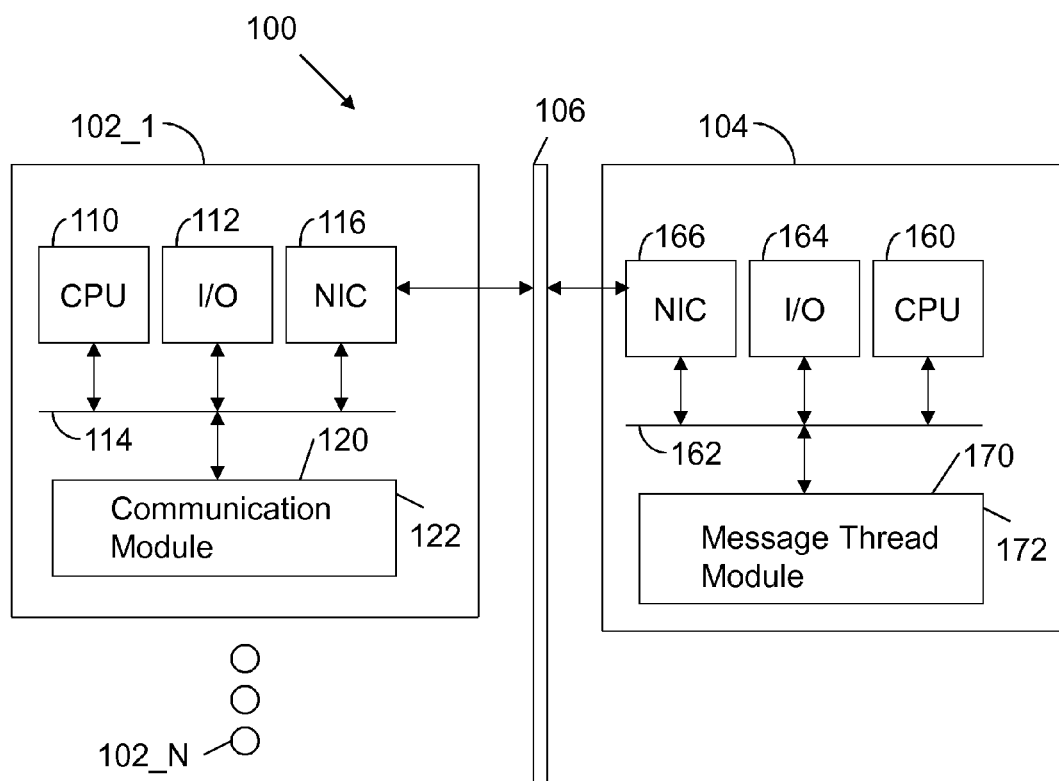 100
102_1
106
104
110
112
116
166
164
160
CPU
I/O
NIC
NIC
I/O
CPU
114
120
162
170
Communication
Module
122
Message Thread
Module
172
102_N